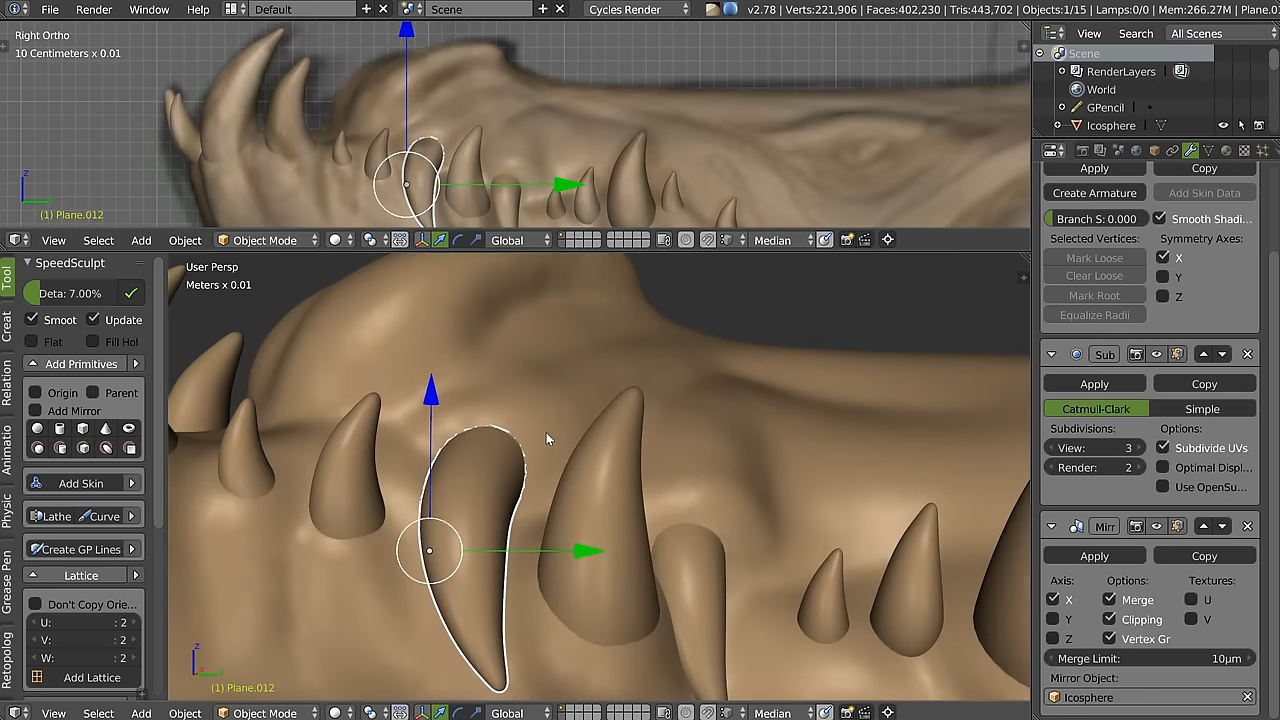 File Render Window Help Default Scene Cycles Render v2.78 | Verts:221,906 | Faces:402,230 | Tris:443,702 | Objects:1/15 | Lamps:0/0 | Mem:266.27M | Plane.0
Right Ortho
10 Centimeters x 0.01
z
(1) Plane.012
View Select Add Object Object Mode Global Median
View Search All Scenes
Scene
RenderLayers
World
GPencil
Icosphere
Apply Copy
Create Armature Add Skin Data
Branch S: 0.000 Smooth Shadi...
Selected Vertices: Symmetry Axes:
Mark Loose X
Clear Loose Y
Mark Root Z
Equalize Radii
Sub
Apply Copy
Catmull-Clark Simple
Subdivisions: Options:
View: 3 Subdivide UVs
Render: 2 Optimal Displ...
Use OpenSu...
Mirr
Apply Copy
Axis: Options: Textures:
X Merge U
Y Clipping V
Z Vertex Gr
Merge Limit: 10µm
Mirror Object:
Icosphere
Tool
Creat
Relation
Animatio
Physic
Grease Pen
Retopolog
SpeedSculpt
Deta: 7.00%
Smoot Update
Flat Fill Hol
Add Primitives
Origin Parent
Add Mirror
Add Skin
Lathe Curve
Create GP Lines
Lattice
Don't Copy Orie...
U: : 2
V: : 2
W: : 2
Add Lattice
User Persp
Meters x 0.01
z
(1) Plane.012
View Select Add Object Object Mode Global Median